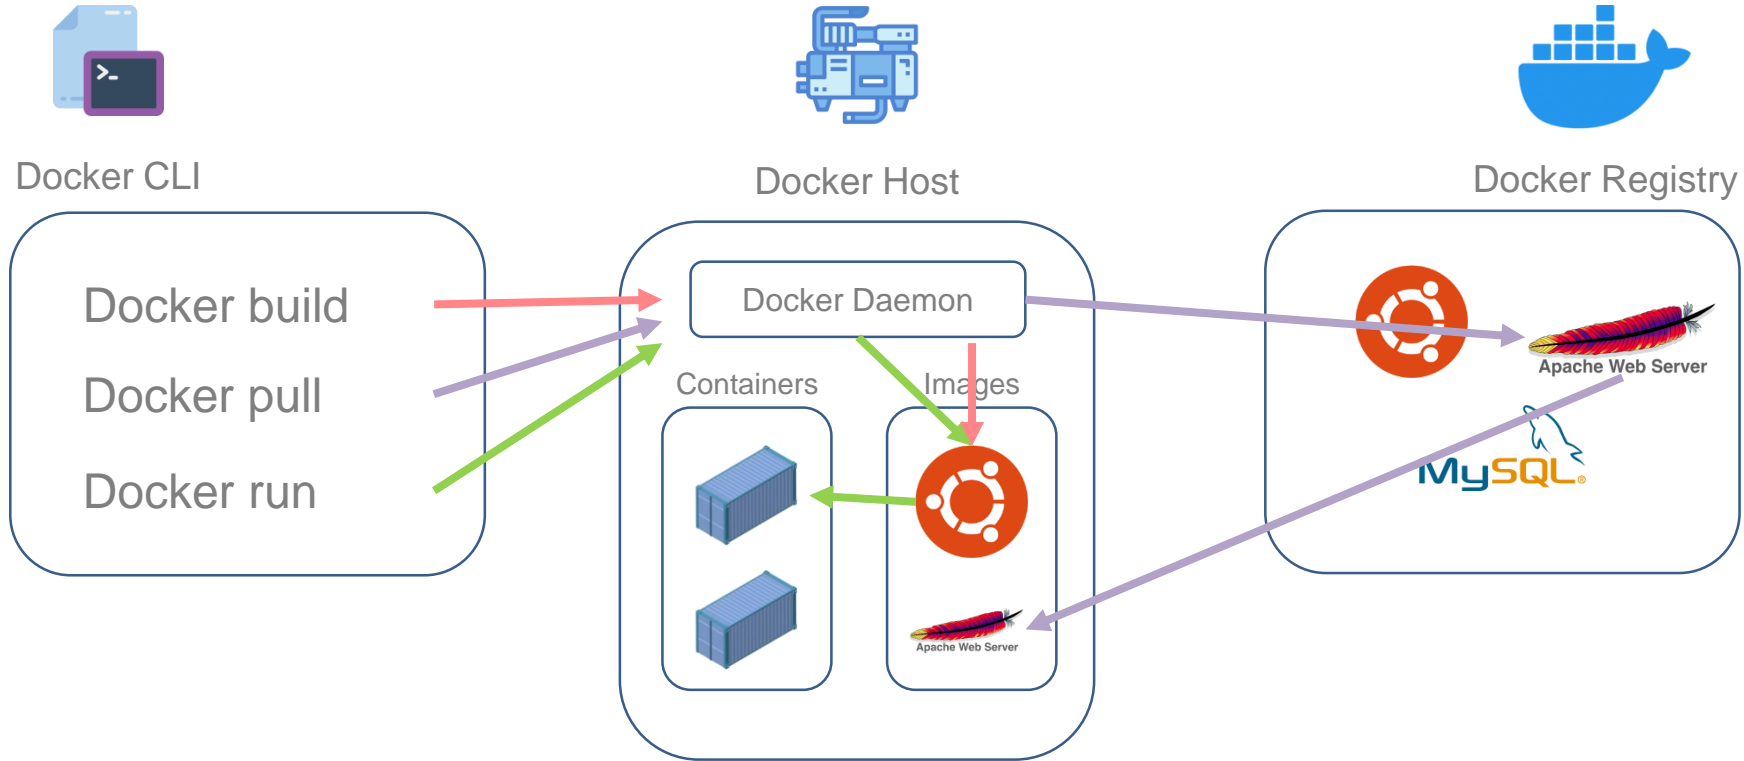 >_
Docker CLI
Docker Host
Docker Registry
Docker build
Docker pull
Docker run
Docker Daemon
Containers
Images
Apache Web Server
Apache Web Server
MySQL®